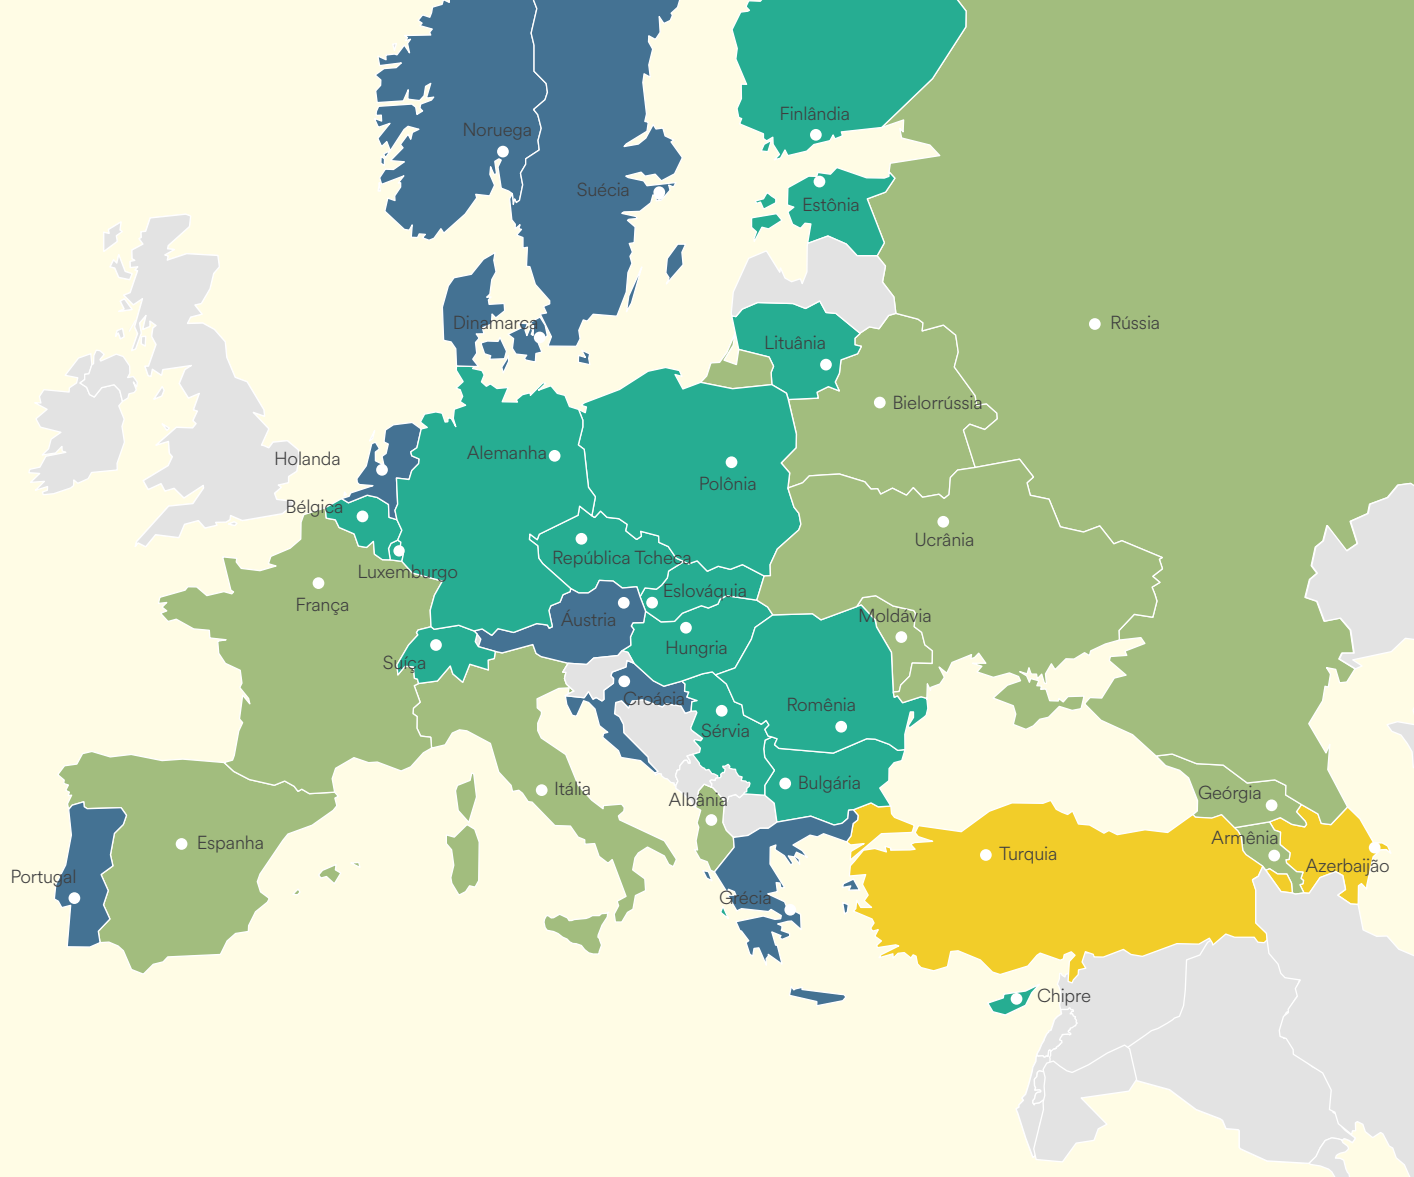 Finlândia
Noruega
Suécia
Estônia
Dinamarca
Rússia
Lituânia
Bielorrússia
Holanda
Alemanha
Polônia
Bélgica
Ucrânia
República Tcheca
Luxemburgo
Eslováquia
França
Áustria
Moldávia
Hungria
Suíça
Croácia
Romênia
Sérvia
Bulgária
Itália
Geórgia
Albânia
Armênia
Espanha
Turquia
Azerbaijão
Portugal
Grécia
Chipre